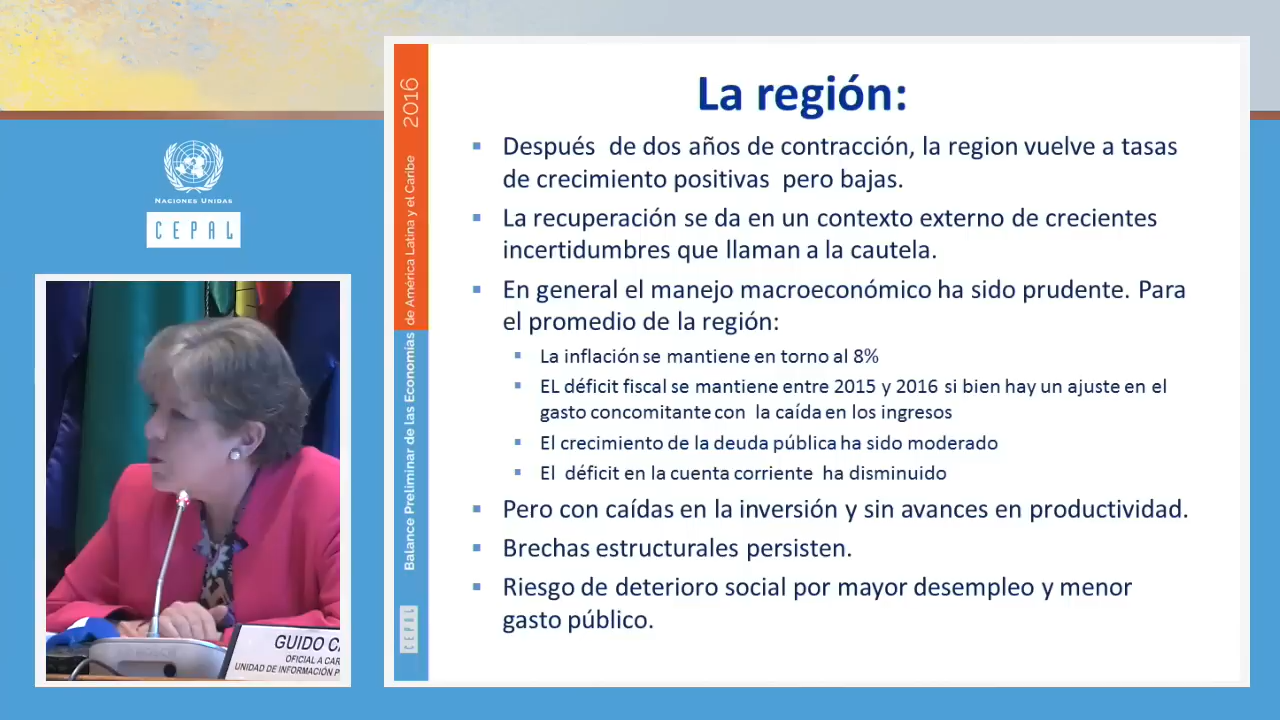 NACIONES UNIDAS
CEPAL
GUIDO
OFICIAL A CAR
UNIDAD DE INFORMACIÓN P
2016
Balance Preliminar de las Economías de América Latina y el Caribe
CEPAL
La región:
Después de dos años de contracción, la region vuelve a tasas
de crecimiento positivas pero bajas.
La recuperación se da en un contexto externo de crecientes
incertidumbres que llaman a la cautela.
En general el manejo macroeconómico ha sido prudente. Para
el promedio de la región:
La inflación se mantiene en torno al 8%
EL déficit fiscal se mantiene entre 2015 y 2016 si bien hay un ajuste en el
gasto concomitante con la caída en los ingresos
El crecimiento de la deuda pública ha sido moderado
El déficit en la cuenta corriente ha disminuido
Pero con caídas en la inversión y sin avances en productividad.
Brechas estructurales persisten.
Riesgo de deterioro social por mayor desempleo y menor
gasto público.